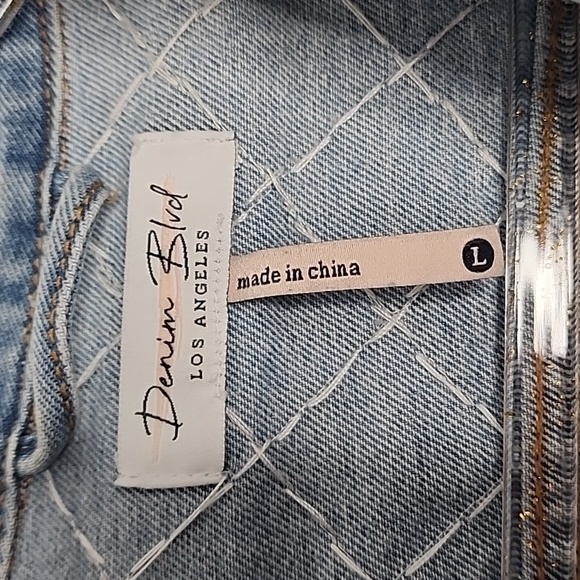 Denim Blvd
LOS ANGELES
made in china
L